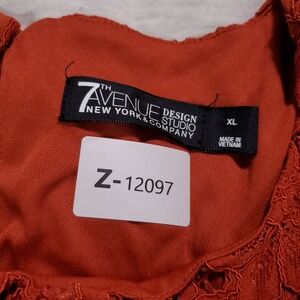 7TH
AVENUE DESIGN STUDIO
NEW YORK & COMPANY
XL
MADE IN
VIETNAM
Z-12097